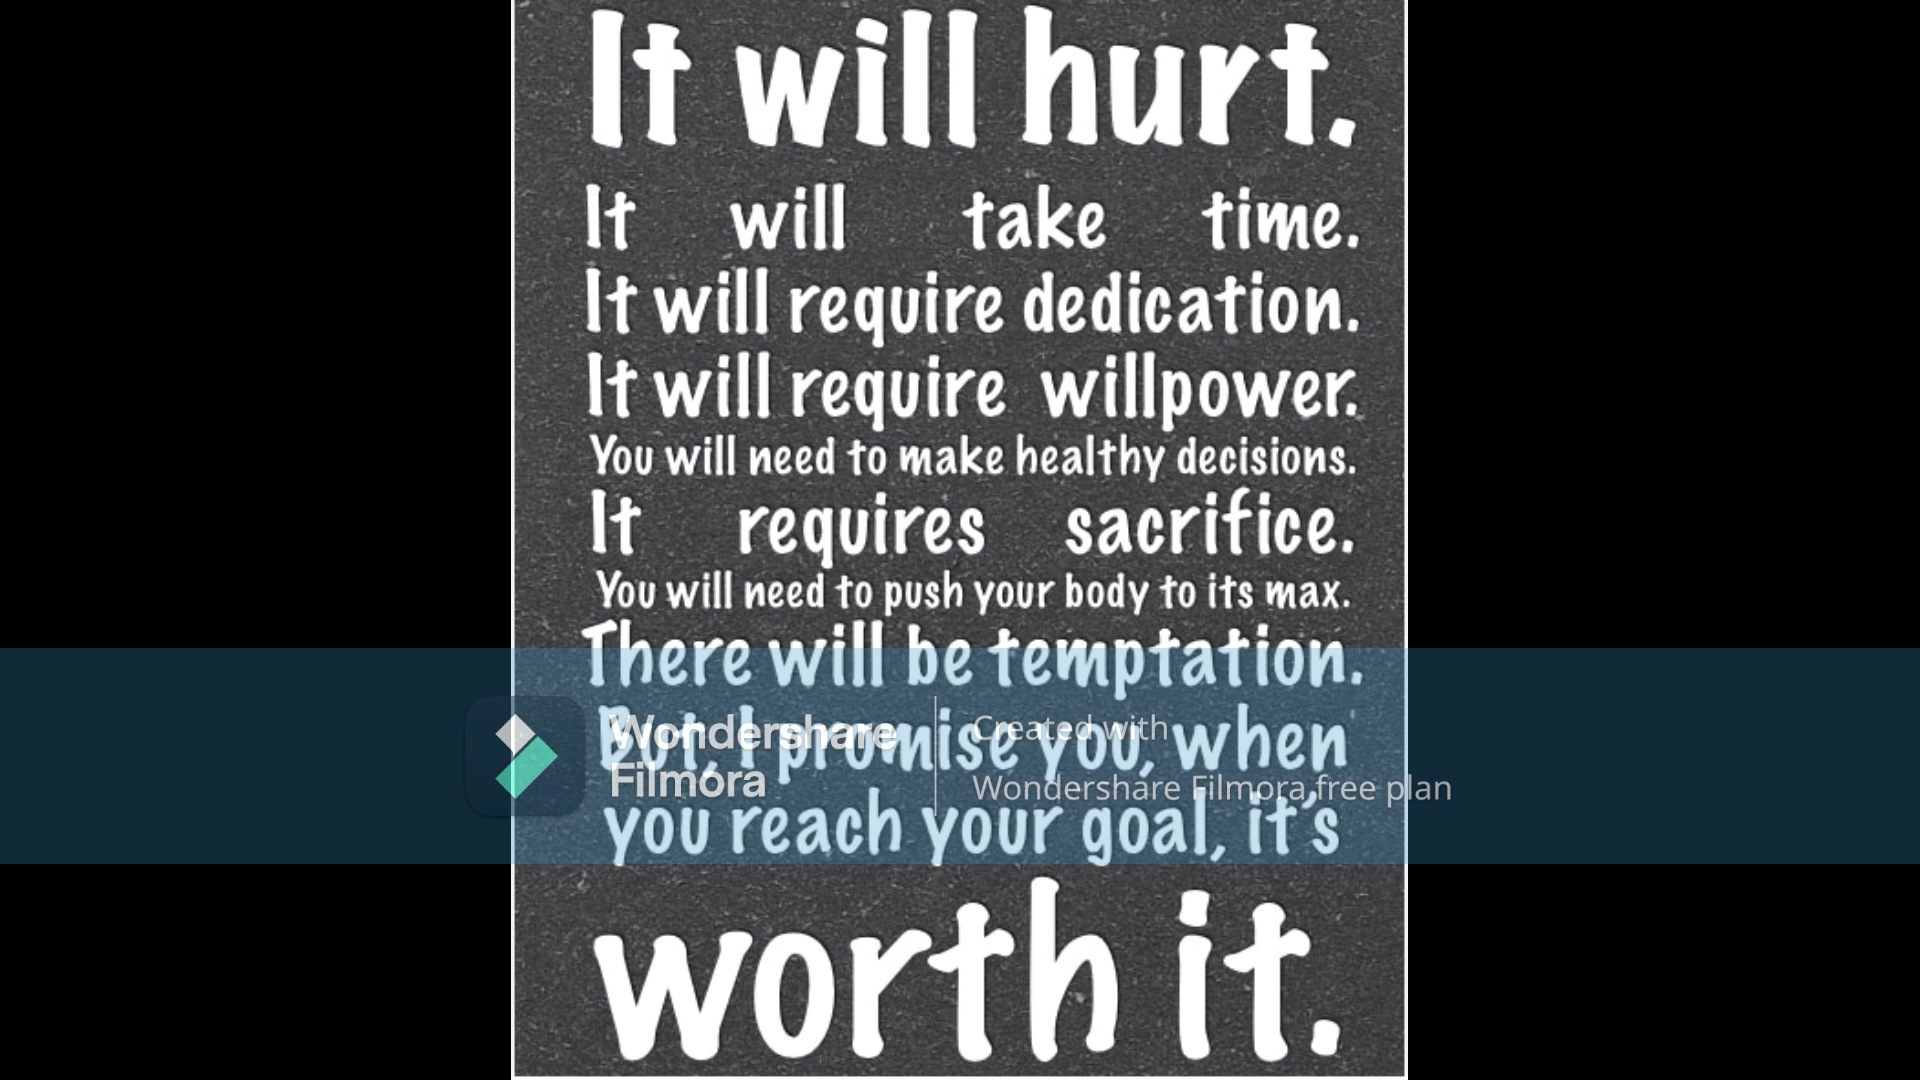 It will hurt.
It will take time.
It will require dedication.
It will require willpower.
You will need to make healthy decisions.
It requires sacrifice.
You will need to push your body to its max.
There will be temptation.
But, I promise you, when
you reach your goal, it's
worth it.
Wondershare
Filmora
Created with
Wondershare Filmora free plan